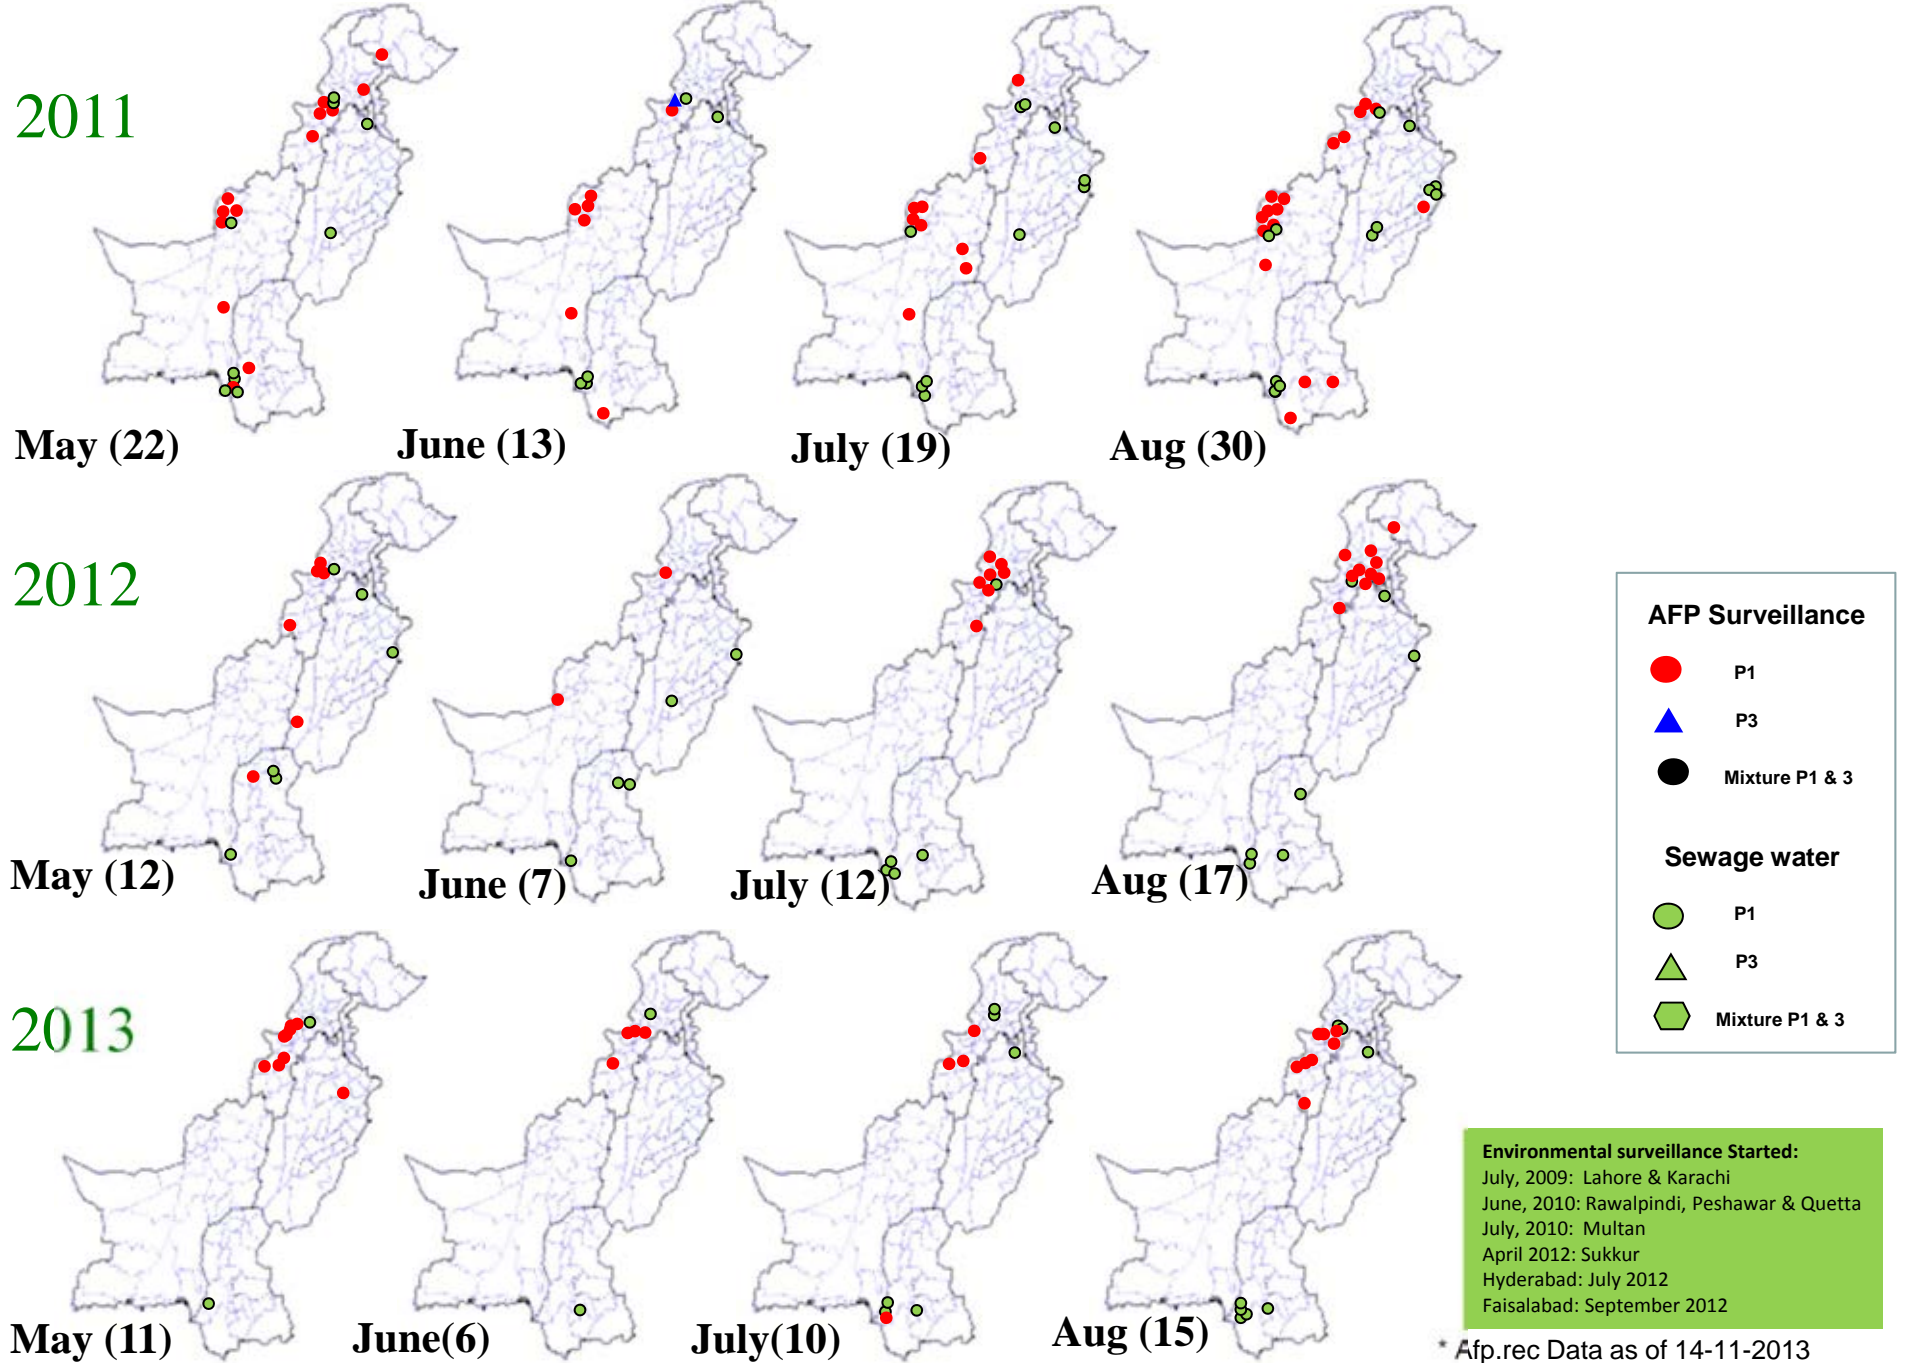 2011
May (22)
June (13)
July (19)
Aug (30)
2012
May (12)
June (7)
July (12)
Aug (17)
2013
May (11)
June(6)
July(10)
Aug (15)
AFP Surveillance
P1
P3
Mixture P1 & 3
Sewage water
P1
P3
Mixture P1 & 3
Environmental surveillance Started:
July, 2009: Lahore & Karachi
June, 2010: Rawalpindi, Peshawar & Quetta
July, 2010: Multan
April 2012: Sukkur
Hyderabad: July 2012
Faisalabad: September 2012
* Afp.rec Data as of 14-11-2013